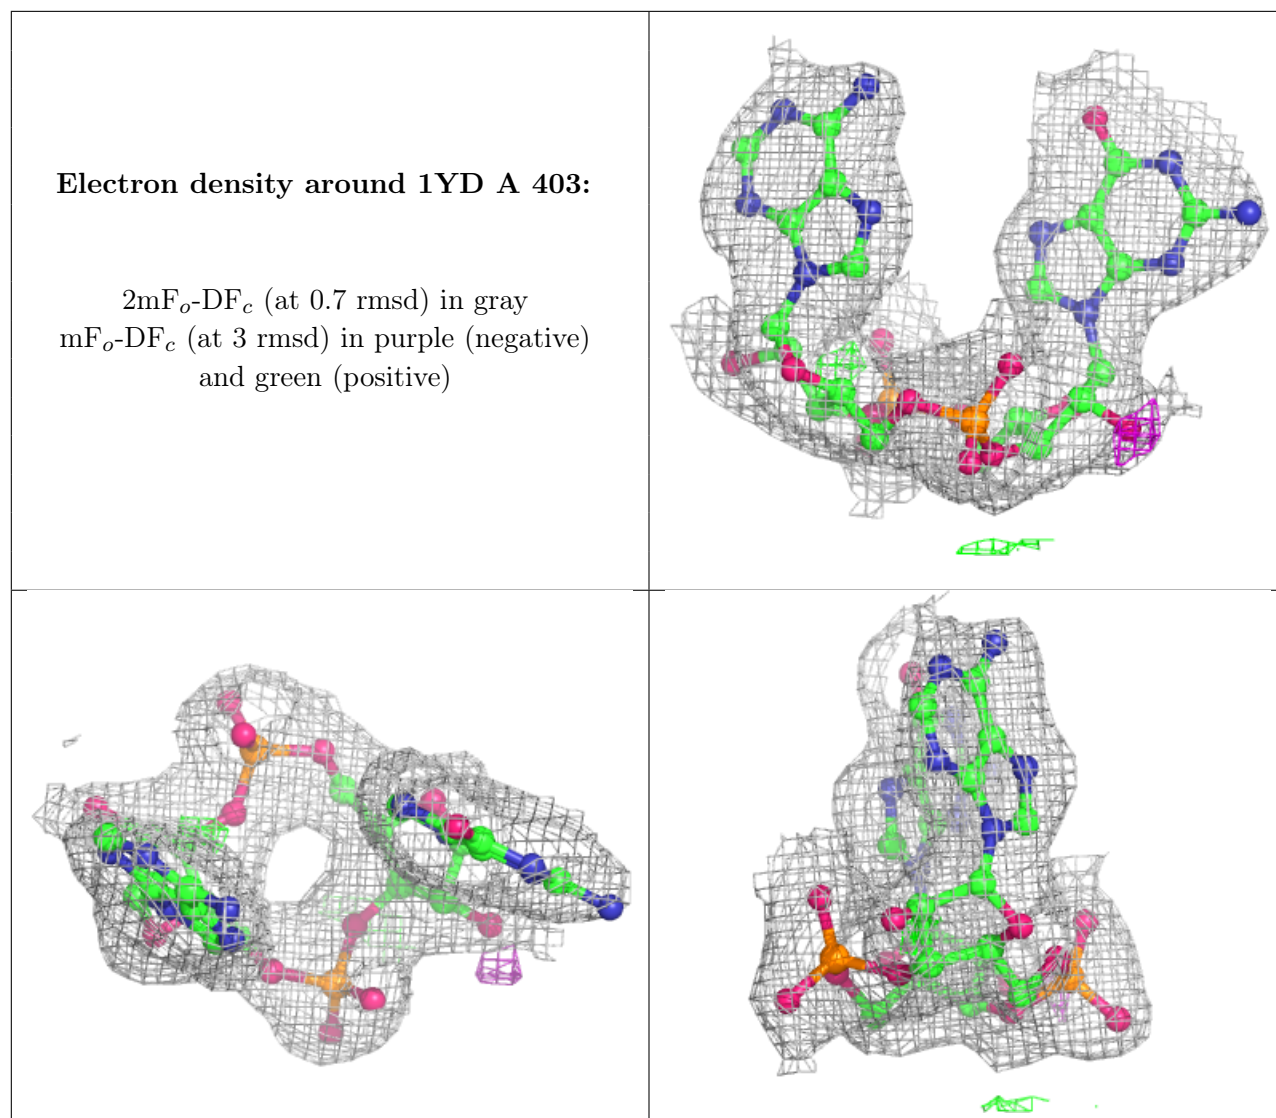 Electron density around 1YD A 403:
2mFₒ-DF𝒸 (at 0.7 rmsd) in gray
mFₒ-DF𝒸 (at 3 rmsd) in purple (negative)
and green (positive)